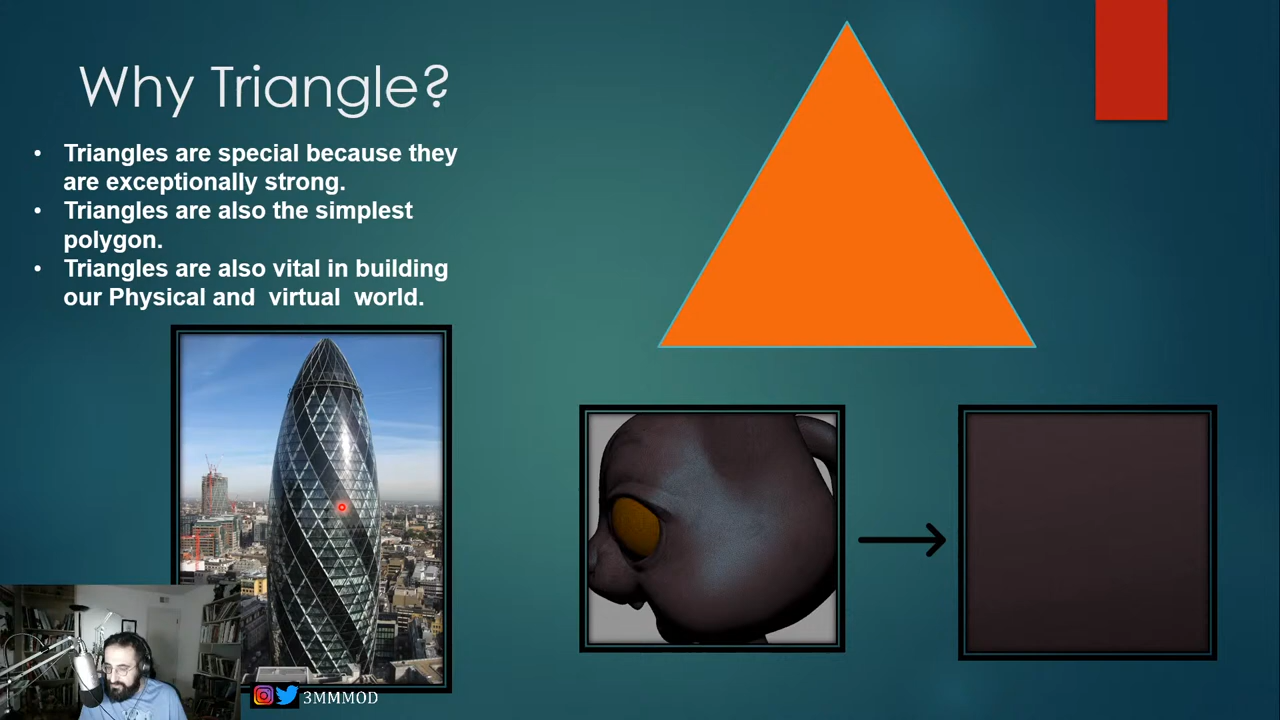 Why Triangle?
• Triangles are special because they
are exceptionally strong.
• Triangles are also the simplest
polygon.
• Triangles are also vital in building
our Physical and  virtual  world.
3MMMOD